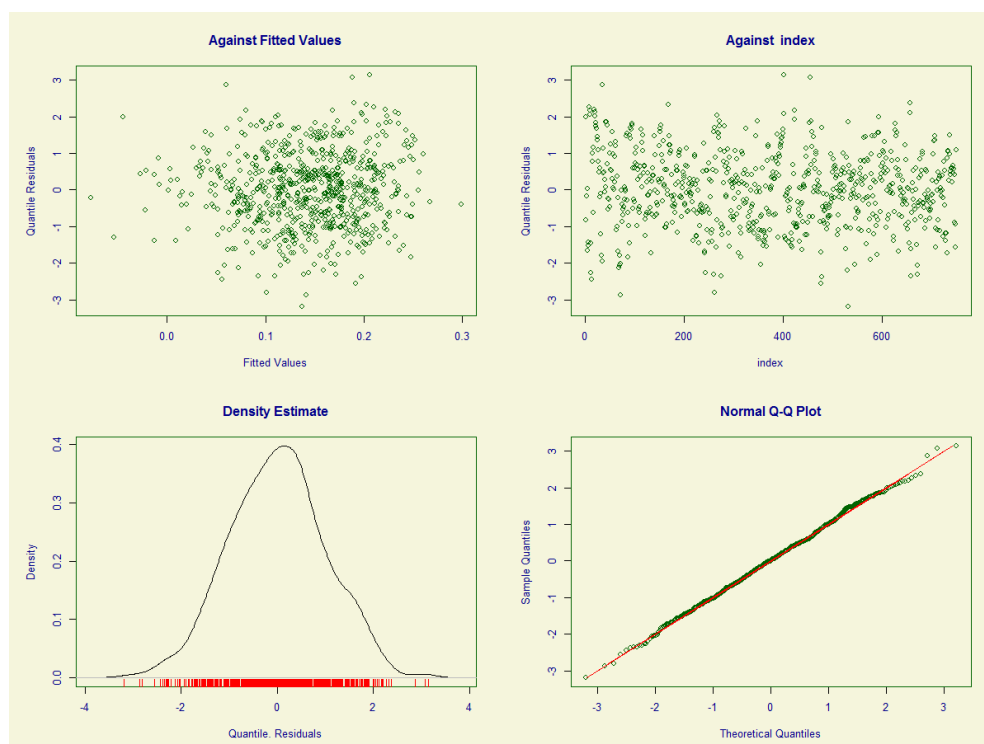 Against Fitted Values
Quantile Residuals
3
2
1
0
-1
-2
-3
0.0 0.1 0.2 0.3
Fitted Values
Against index
Quantile Residuals
3
2
1
0
-1
-2
-3
0 200 400 600
index
Density Estimate
Density
0.4
0.3
0.2
0.1
0.0
-4 -2 0 2 4
Quantile. Residuals
Normal Q-Q Plot
Sample Quantiles
3
2
1
0
-1
-2
-3
-3 -2 -1 0 1 2 3
Theoretical Quantiles